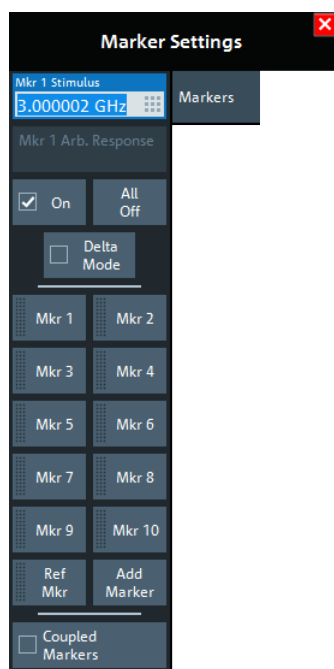 Marker Settings
Mkr 1 Stimulus
3.000002 GHz
Markers
Mkr 1 Arb. Response
On
All
Off
Delta
Mode
Mkr 1
Mkr 2
Mkr 3
Mkr 4
Mkr 5
Mkr 6
Mkr 7
Mkr 8
Mkr 9
Mkr 10
Ref
Mkr
Add
Marker
Coupled
Markers